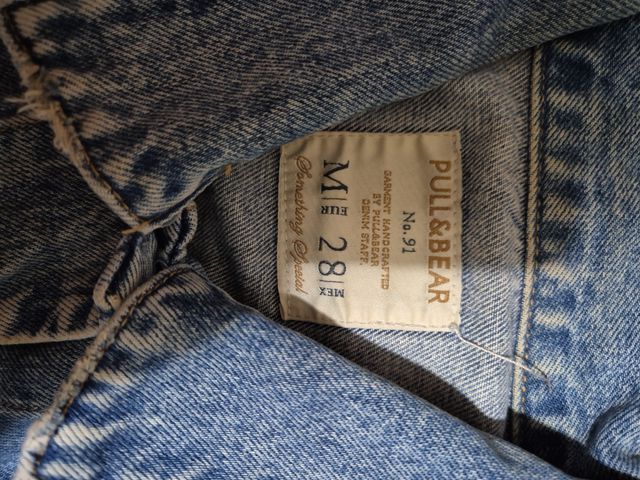 PULL&BEAR
No.91
GARMENT HANDCRAFTED
BY PULL&BEAR
DENIM STAFF.
M| EUR 28| MEX
Something Special